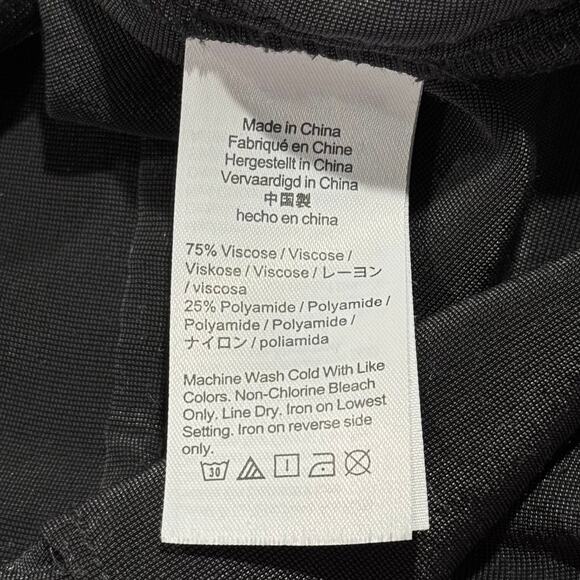 Made in China
Fabriqué en Chine
Hergestellt in China
Vervaardigd in China
中国製
hecho en china
75% Viscose / Viscose /
Viskose / Viscose / レーヨン
/ viscosa
25% Polyamide / Polyamide /
Polyamide / Polyamide /
ナイロン / poliamida
Machine Wash Cold With Like
Colors. Non-Chlorine Bleach
Only. Line Dry. Iron on Lowest
Setting. Iron on reverse side
only.
30